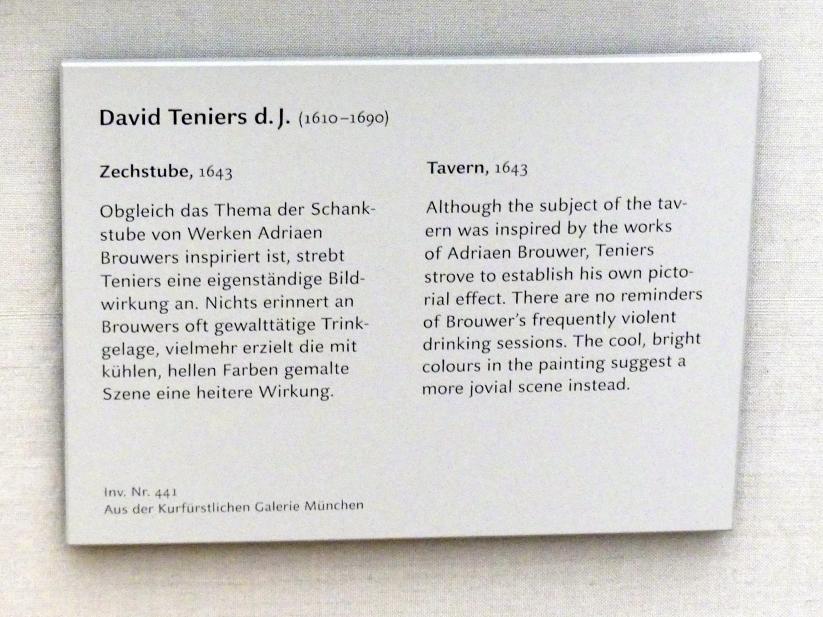 David Teniers d. J. (1610–1690)
Zechstube, 1643
Obgleich das Thema der Schank-
stube von Werken Adriaen
Brouwers inspiriert ist, strebt
Teniers eine eigenständige Bild-
wirkung an. Nichts erinnert an
Brouwers oft gewalttätige Trink-
gelage, vielmehr erzielt die mit
kühlen, hellen Farben gemalte
Szene eine heitere Wirkung.
Tavern, 1643
Although the subject of the tav-
ern was inspired by the works
of Adriaen Brouwer, Teniers
strove to establish his own picto-
rial effect. There are no reminders
of Brouwer's frequently violent
drinking sessions. The cool, bright
colours in the painting suggest a
more jovial scene instead.
Inv. Nr. 441
Aus der Kurfürstlichen Galerie München